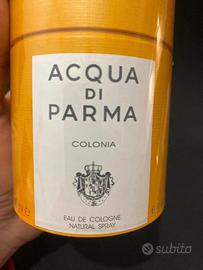 ACQUA
DI
PARMA
COLONIA
EAU DE COLOGNE
NATURAL SPRAY
subito